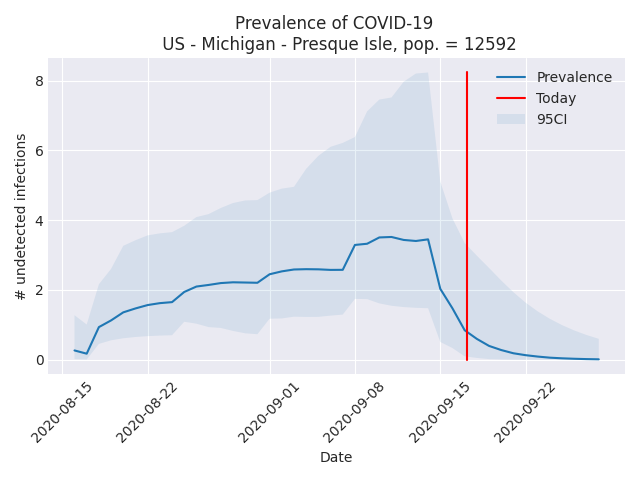 Prevalence of COVID-19
US - Michigan - Presque Isle, pop. = 12592
# undetected infections
8
6
4
2
0
Prevalence
Today
95CI
2020-08-15
2020-08-22
2020-09-01
2020-09-08
2020-09-15
2020-09-22
Date